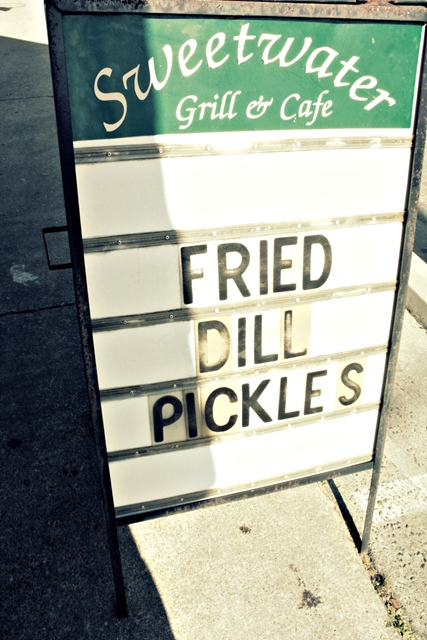 Sweetwater
Grill & Cafe
FRIED
DILL
PICKLES